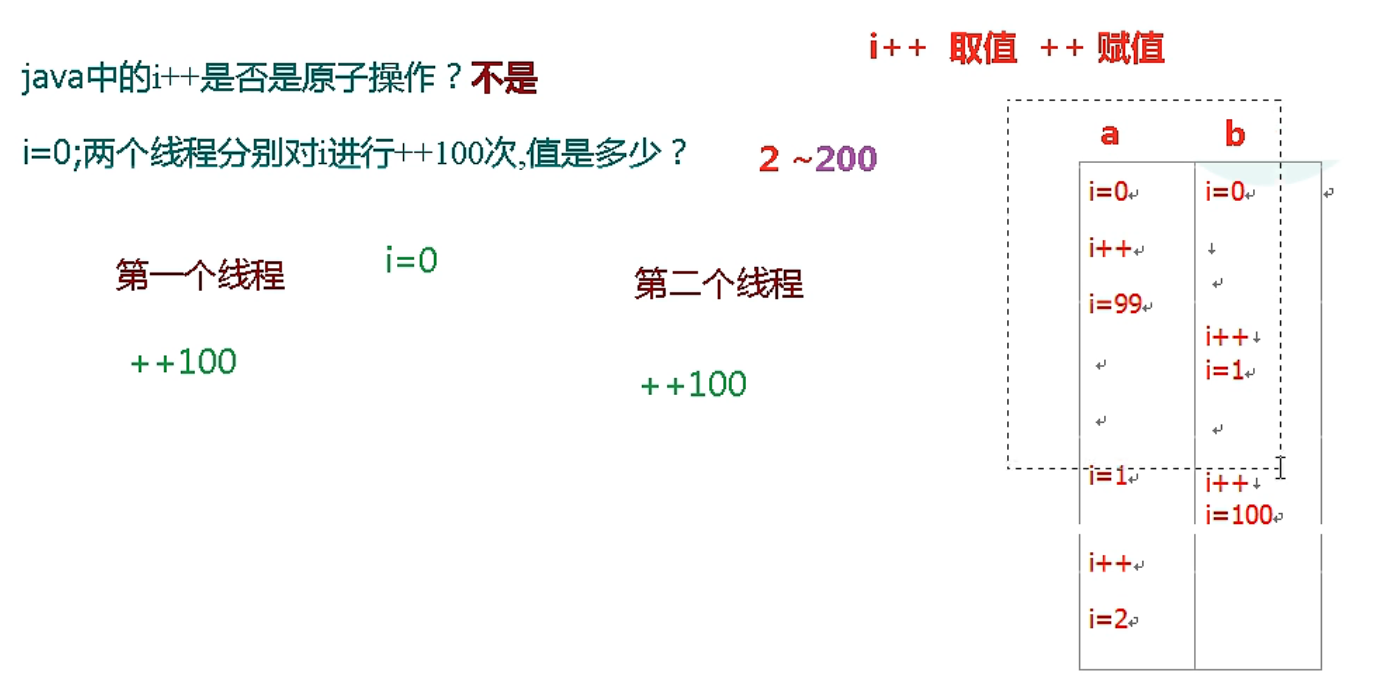 i++ 取值 ++ 赋值
java中的i++是否是原子操作？不是
i=0;两个线程分别对i进行++100次,值是多少？ 2 ~200
第一个线程
i=0
第二个线程
++100
++100
a b
i=0 i=0
i++
i=99
i++
i=1
i=1
i++
i=100
i++
i=2